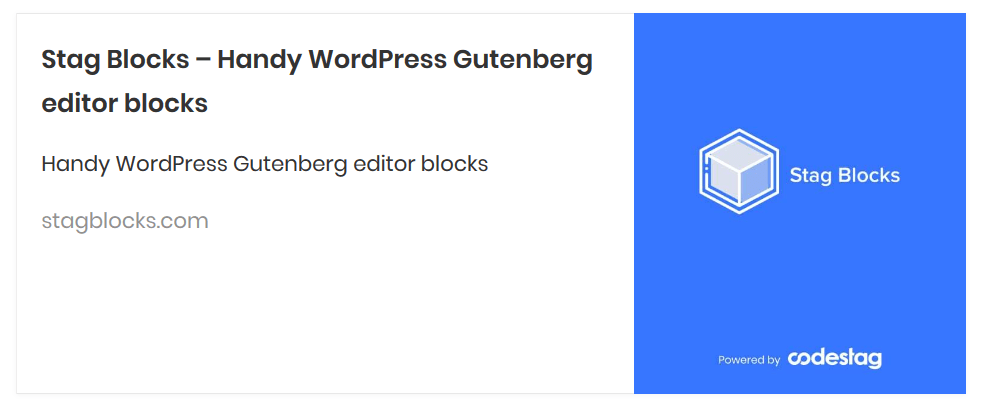 Stag Blocks – Handy WordPress Gutenberg
editor blocks
Handy WordPress Gutenberg editor blocks
stagblocks.com
Stag Blocks
Powered by codestag